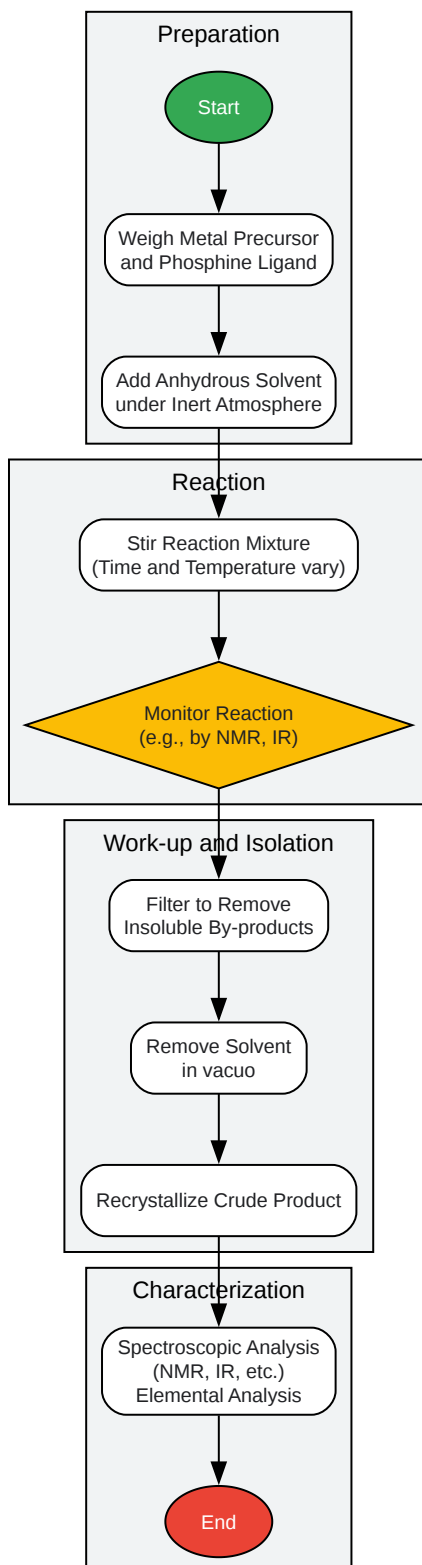 Preparation
Start
Weigh Metal Precursor
and Phosphine Ligand
Add Anhydrous Solvent
under Inert Atmosphere
Reaction
Stir Reaction Mixture
(Time and Temperature vary)
Monitor Reaction
(e.g., by NMR, IR)
Work-up and Isolation
Filter to Remove
Insoluble By-products
Remove Solvent
in vacuo
Recrystallize Crude Product
Characterization
Spectroscopic Analysis
(NMR, IR, etc.)
Elemental Analysis
End